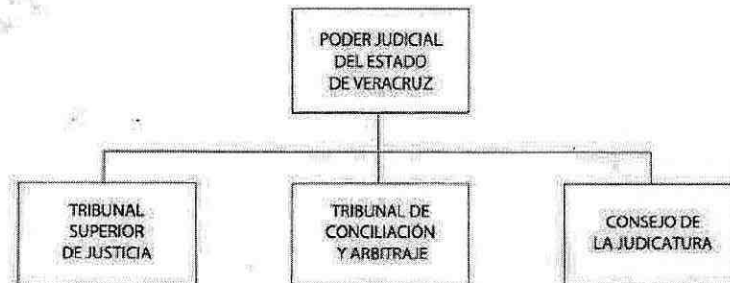 PODER JUDICIAL
DEL ESTADO
DE VERACRUZ
TRIBUNAL
SUPERIOR
DE JUSTICIA
TRIBUNAL DE
CONCILIACIÓN
Y ARBITRAJE
CONSEJO DE
LA JUDICATURA